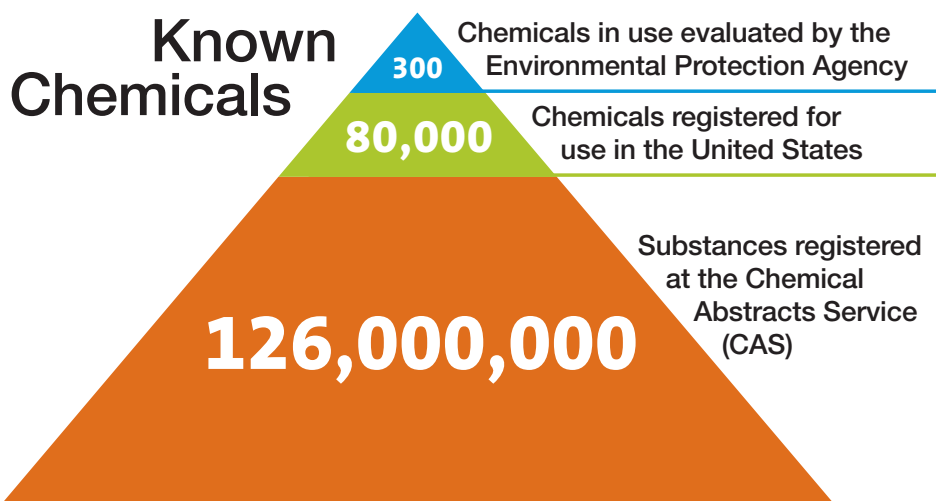 Known
Chemicals
300
Chemicals in use evaluated by the
Environmental Protection Agency
80,000
Chemicals registered for
use in the United States
126,000,000
Substances registered
at the Chemical
Abstracts Service
(CAS)